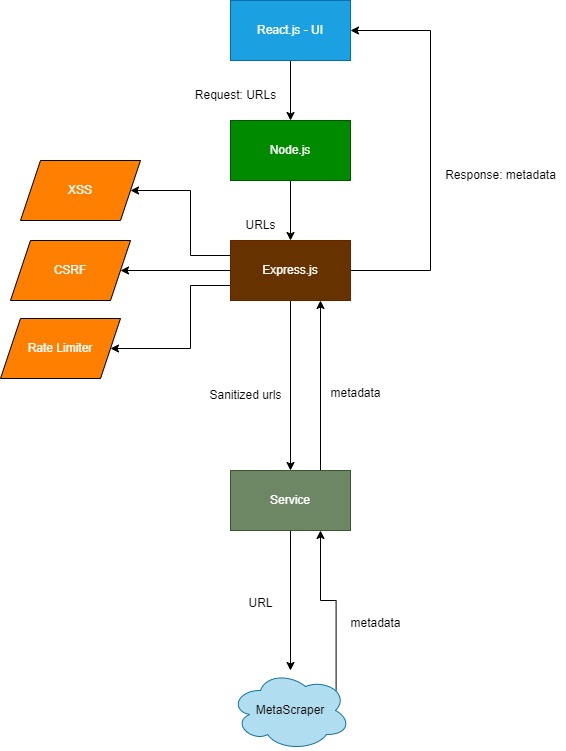 React.js - UI
Request: URLs
Node.js
Response: metadata
XSS
URLs
CSRF
Express.js
Rate Limiter
Sanitized urls
metadata
Service
URL
metadata
MetaScraper